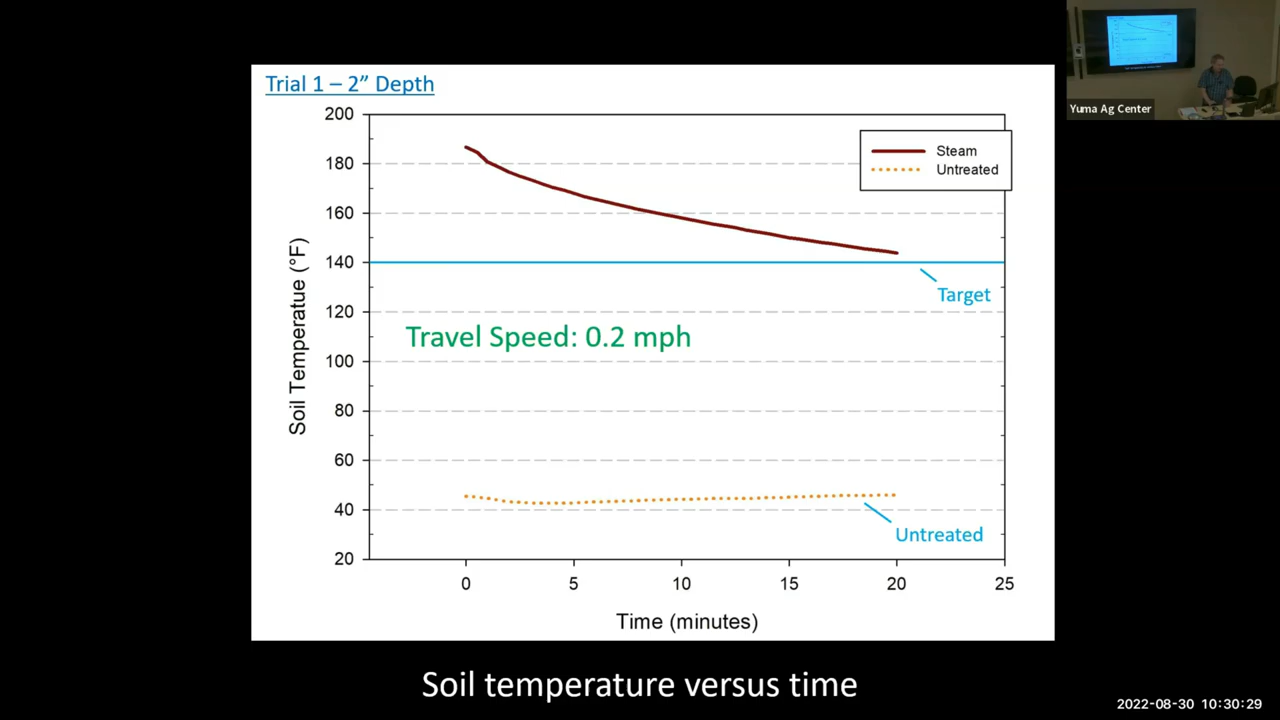 Trial 1 – 2” Depth
Yuma Ag Center
200
180
160
140
120
100
80
60
40
20
Soil Temperatue (°F)
Steam
Untreated
Target
Travel Speed: 0.2 mph
Untreated
0 5 10 15 20 25
Time (minutes)
Soil temperature versus time
2022-08-30 10:30:29